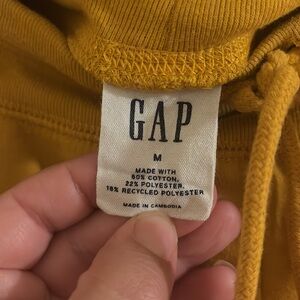 GAP
M
MADE WITH
60% COTTON,
22% POLYESTER,
18% RECYCLED POLYESTER
MADE IN CAMBODIA